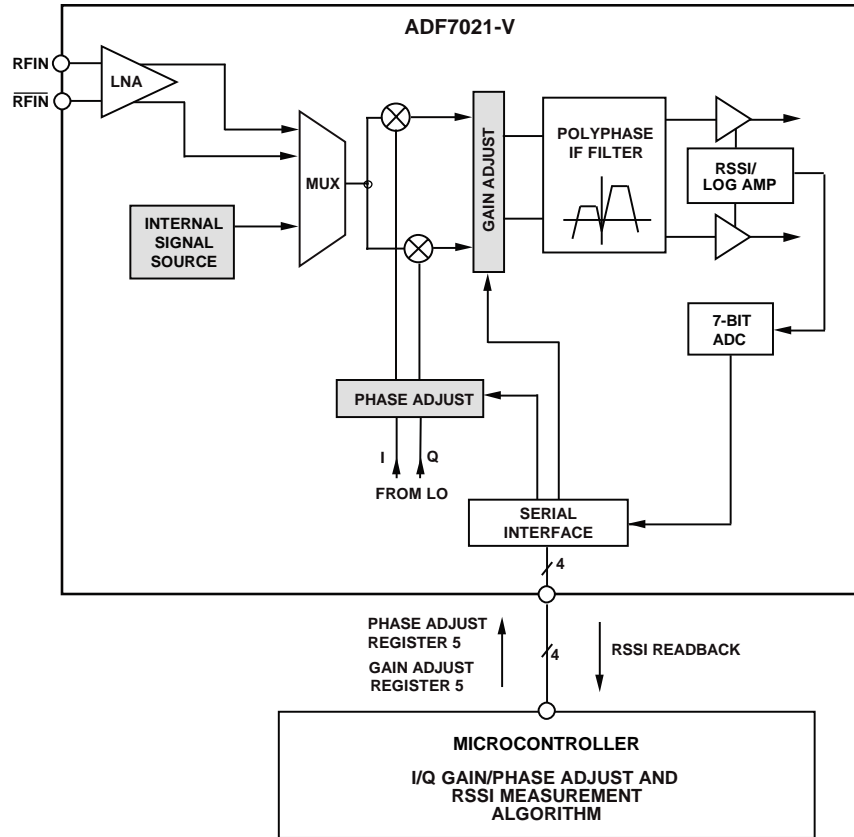 ADF7021-V
RFIN
RFIN
LNA
MUX
INTERNAL
SIGNAL
SOURCE
GAIN ADJUST
POLYPHASE
IF FILTER
RSSI/
LOG AMP
7-BIT
ADC
PHASE ADJUST
I
Q
FROM LO
SERIAL
INTERFACE
4
PHASE ADJUST
REGISTER 5
GAIN ADJUST
REGISTER 5
4
RSSI READBACK
MICROCONTROLLER
I/Q GAIN/PHASE ADJUST AND
RSSI MEASUREMENT
ALGORITHM